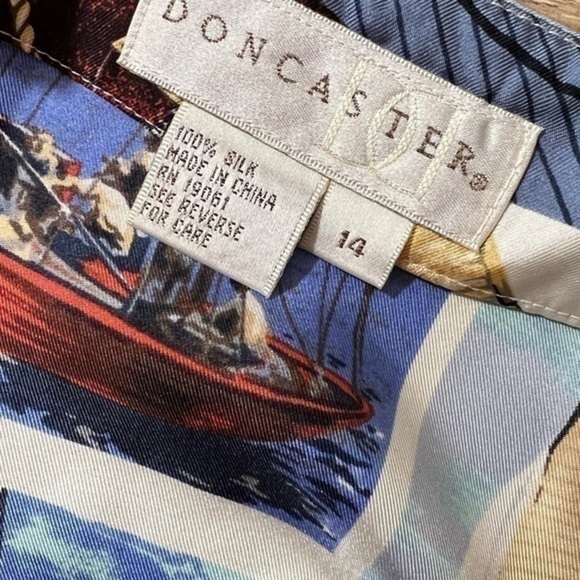 DONCASTER®
100% SILK
MADE IN CHINA
RN 19061
SEE REVERSE
FOR CARE
14